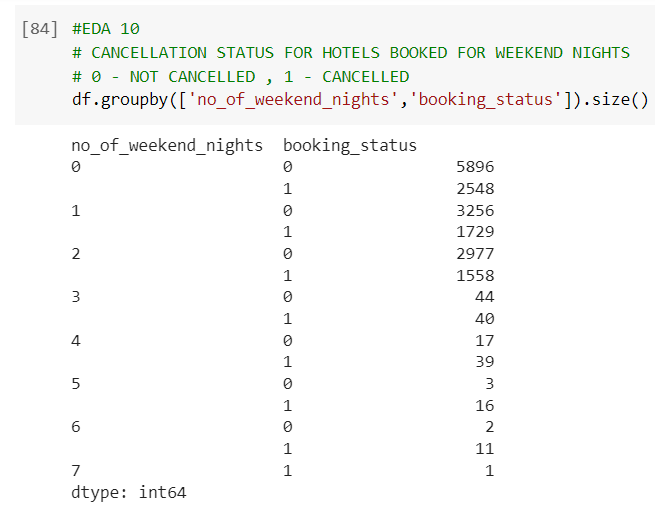 [84] #EDA 10
# CANCELLATION STATUS FOR HOTELS BOOKED FOR WEEKEND NIGHTS
# 0 - NOT CANCELLED , 1 - CANCELLED
df.groupby(['no_of_weekend_nights','booking_status']).size()
no_of_weekend_nights  booking_status
0                     0                 5896
                      1                 2548
1                     0                 3256
                      1                 1729
2                     0                 2977
                      1                 1558
3                     0                   44
                      1                   40
4                     0                   17
                      1                   39
5                     0                    3
                      1                   16
6                     0                    2
                      1                   11
7                     1                    1
dtype: int64